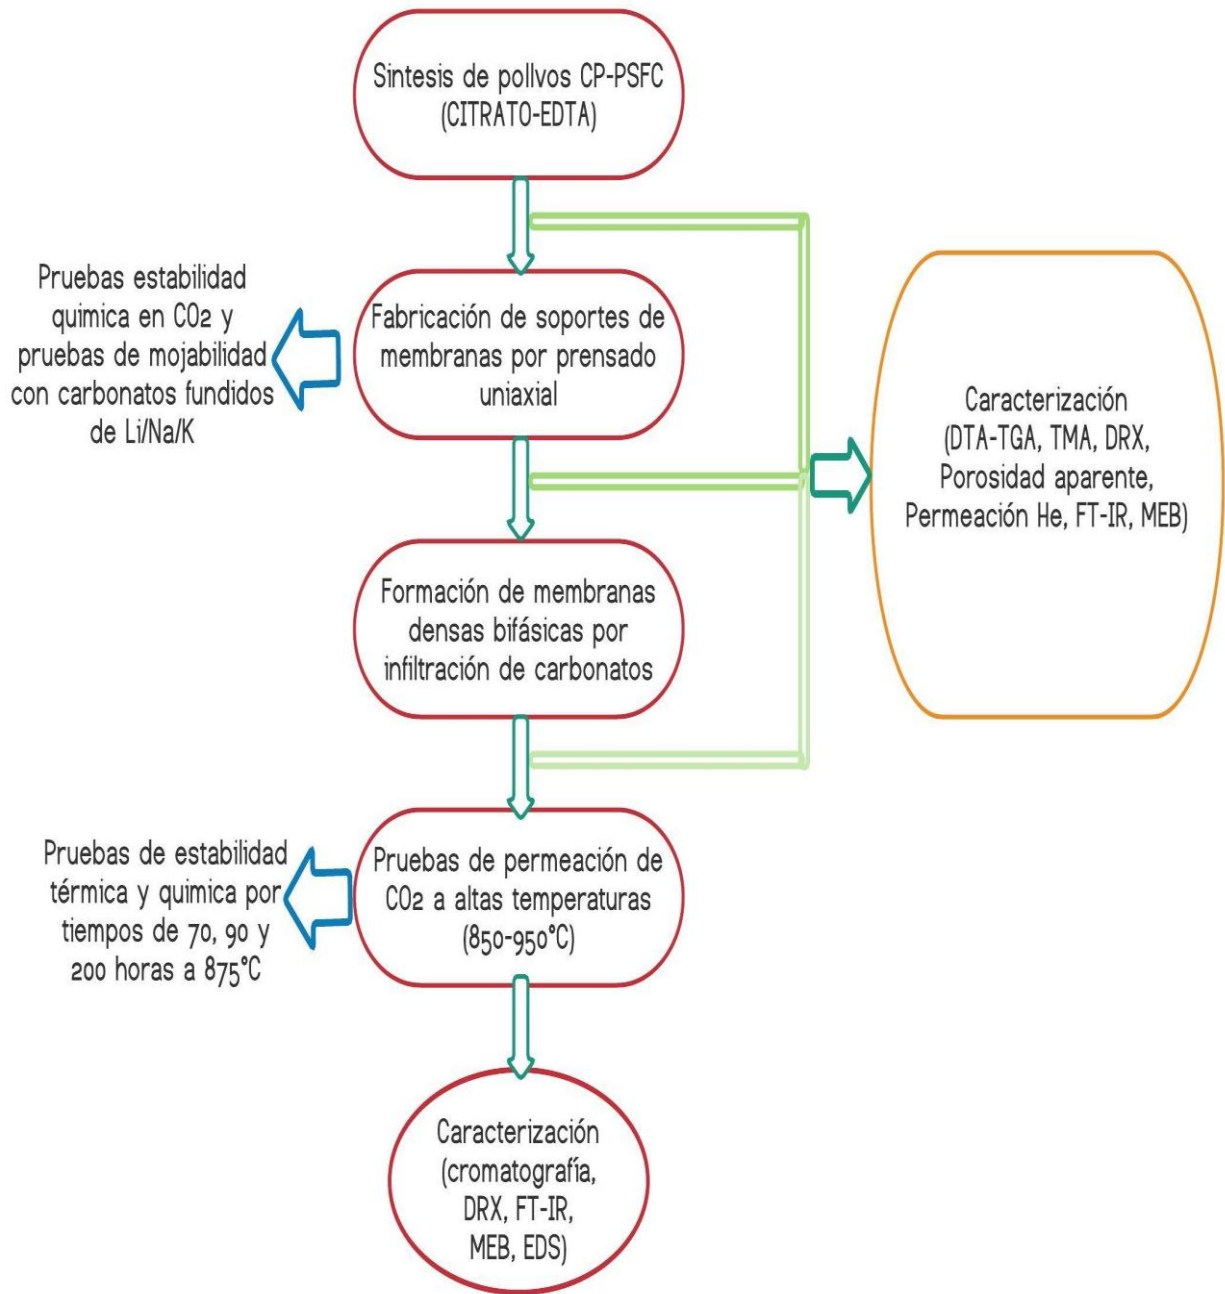 Sintesis de pollvos CP-PSFC
(CITRATO-EDTA)
Pruebas estabilidad
quimica en CO2 y
pruebas de mojabilidad
con carbonatos fundidos
de Li/Na/K
Fabricación de soportes de
membranas por prensado
uniaxial
Caracterización
(DTA-TGA, TMA, DRX,
Porosidad aparente,
Permeación He, FT-IR, MEB)
Formación de membranas
densas bifásicas por
infiltración de carbonatos
Pruebas de estabilidad
térmica y quimica por
tiempos de 70, 90 y
200 horas a 875°C
Pruebas de permeación de
CO2 a altas temperaturas
(850-950°C)
Caracterización
(cromatografía,
DRX, FT-IR,
MEB, EDS)